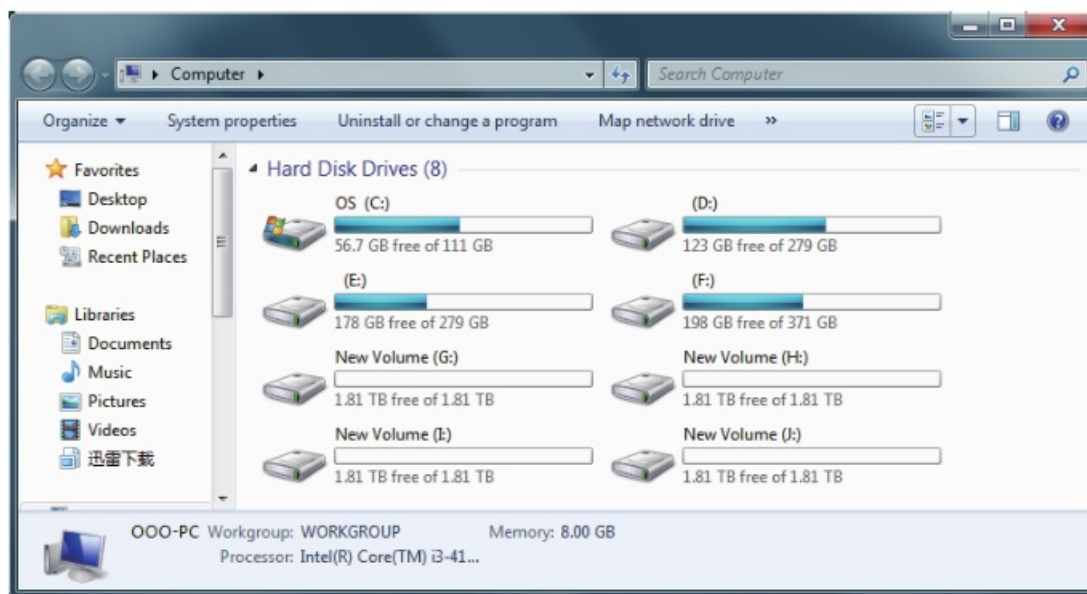 Computer
Search Computer
Organize
System properties
Uninstall or change a program
Map network drive
»
Favorites
Desktop
Downloads
Recent Places
Libraries
Documents
Music
Pictures
Videos
迅雷下载
Hard Disk Drives (8)
OS (C:)
56.7 GB free of 111 GB
(D:)
123 GB free of 279 GB
(E:)
178 GB free of 279 GB
(F:)
198 GB free of 371 GB
New Volume (G:)
1.81 TB free of 1.81 TB
New Volume (H:)
1.81 TB free of 1.81 TB
New Volume (I:)
1.81 TB free of 1.81 TB
New Volume (J:)
1.81 TB free of 1.81 TB
OOO-PC Workgroup: WORKGROUP Memory: 8.00 GB
Processor: Intel(R) Core(TM) i3-41...